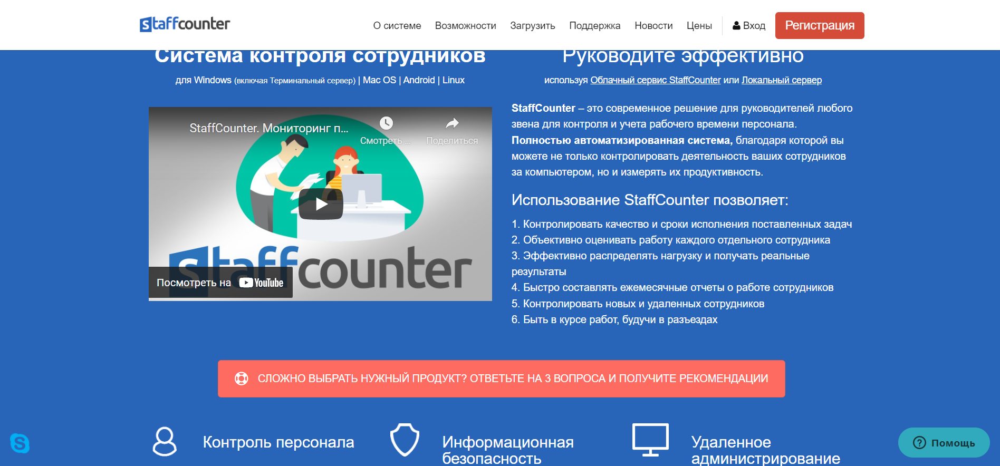 staffcounter
О системе Возможности Загрузить Поддержка Новости Цены Вход Регистрация
Система контроля сотрудников
для Windows (включая Терминальный сервер) | Mac OS | Android | Linux
StaffCounter. Мониторинг п...
Смотреть ...
Поделиться
staffcounter
Посмотреть на YouTube
Руководите эффективно
используя Облачный сервис StaffCounter или Локальный сервер
StaffCounter – это современное решение для руководителей любого
звена для контроля и учета рабочего времени персонала.
Полностью автоматизированная система, благодаря которой вы
можете не только контролировать деятельность ваших сотрудников
за компьютером, но и измерять их продуктивность.
Использование StaffCounter позволяет:
1. Контролировать качество и сроки исполнения поставленных задач
2. Объективно оценивать работу каждого отдельного сотрудника
3. Эффективно распределять нагрузку и получать реальные
результаты
4. Быстро составлять ежемесячные отчеты о работе сотрудников
5. Контролировать новых и удаленных сотрудников
6. Быть в курсе работ, будучи в разъездах
СЛОЖНО ВЫБРАТЬ НУЖНЫЙ ПРОДУКТ? ОТВЕТЬТЕ НА 3 ВОПРОСА И ПОЛУЧИТЕ РЕКОМЕНДАЦИИ
Контроль персонала
Информационная
безопасность
Удаленное
администрирование
Помощь